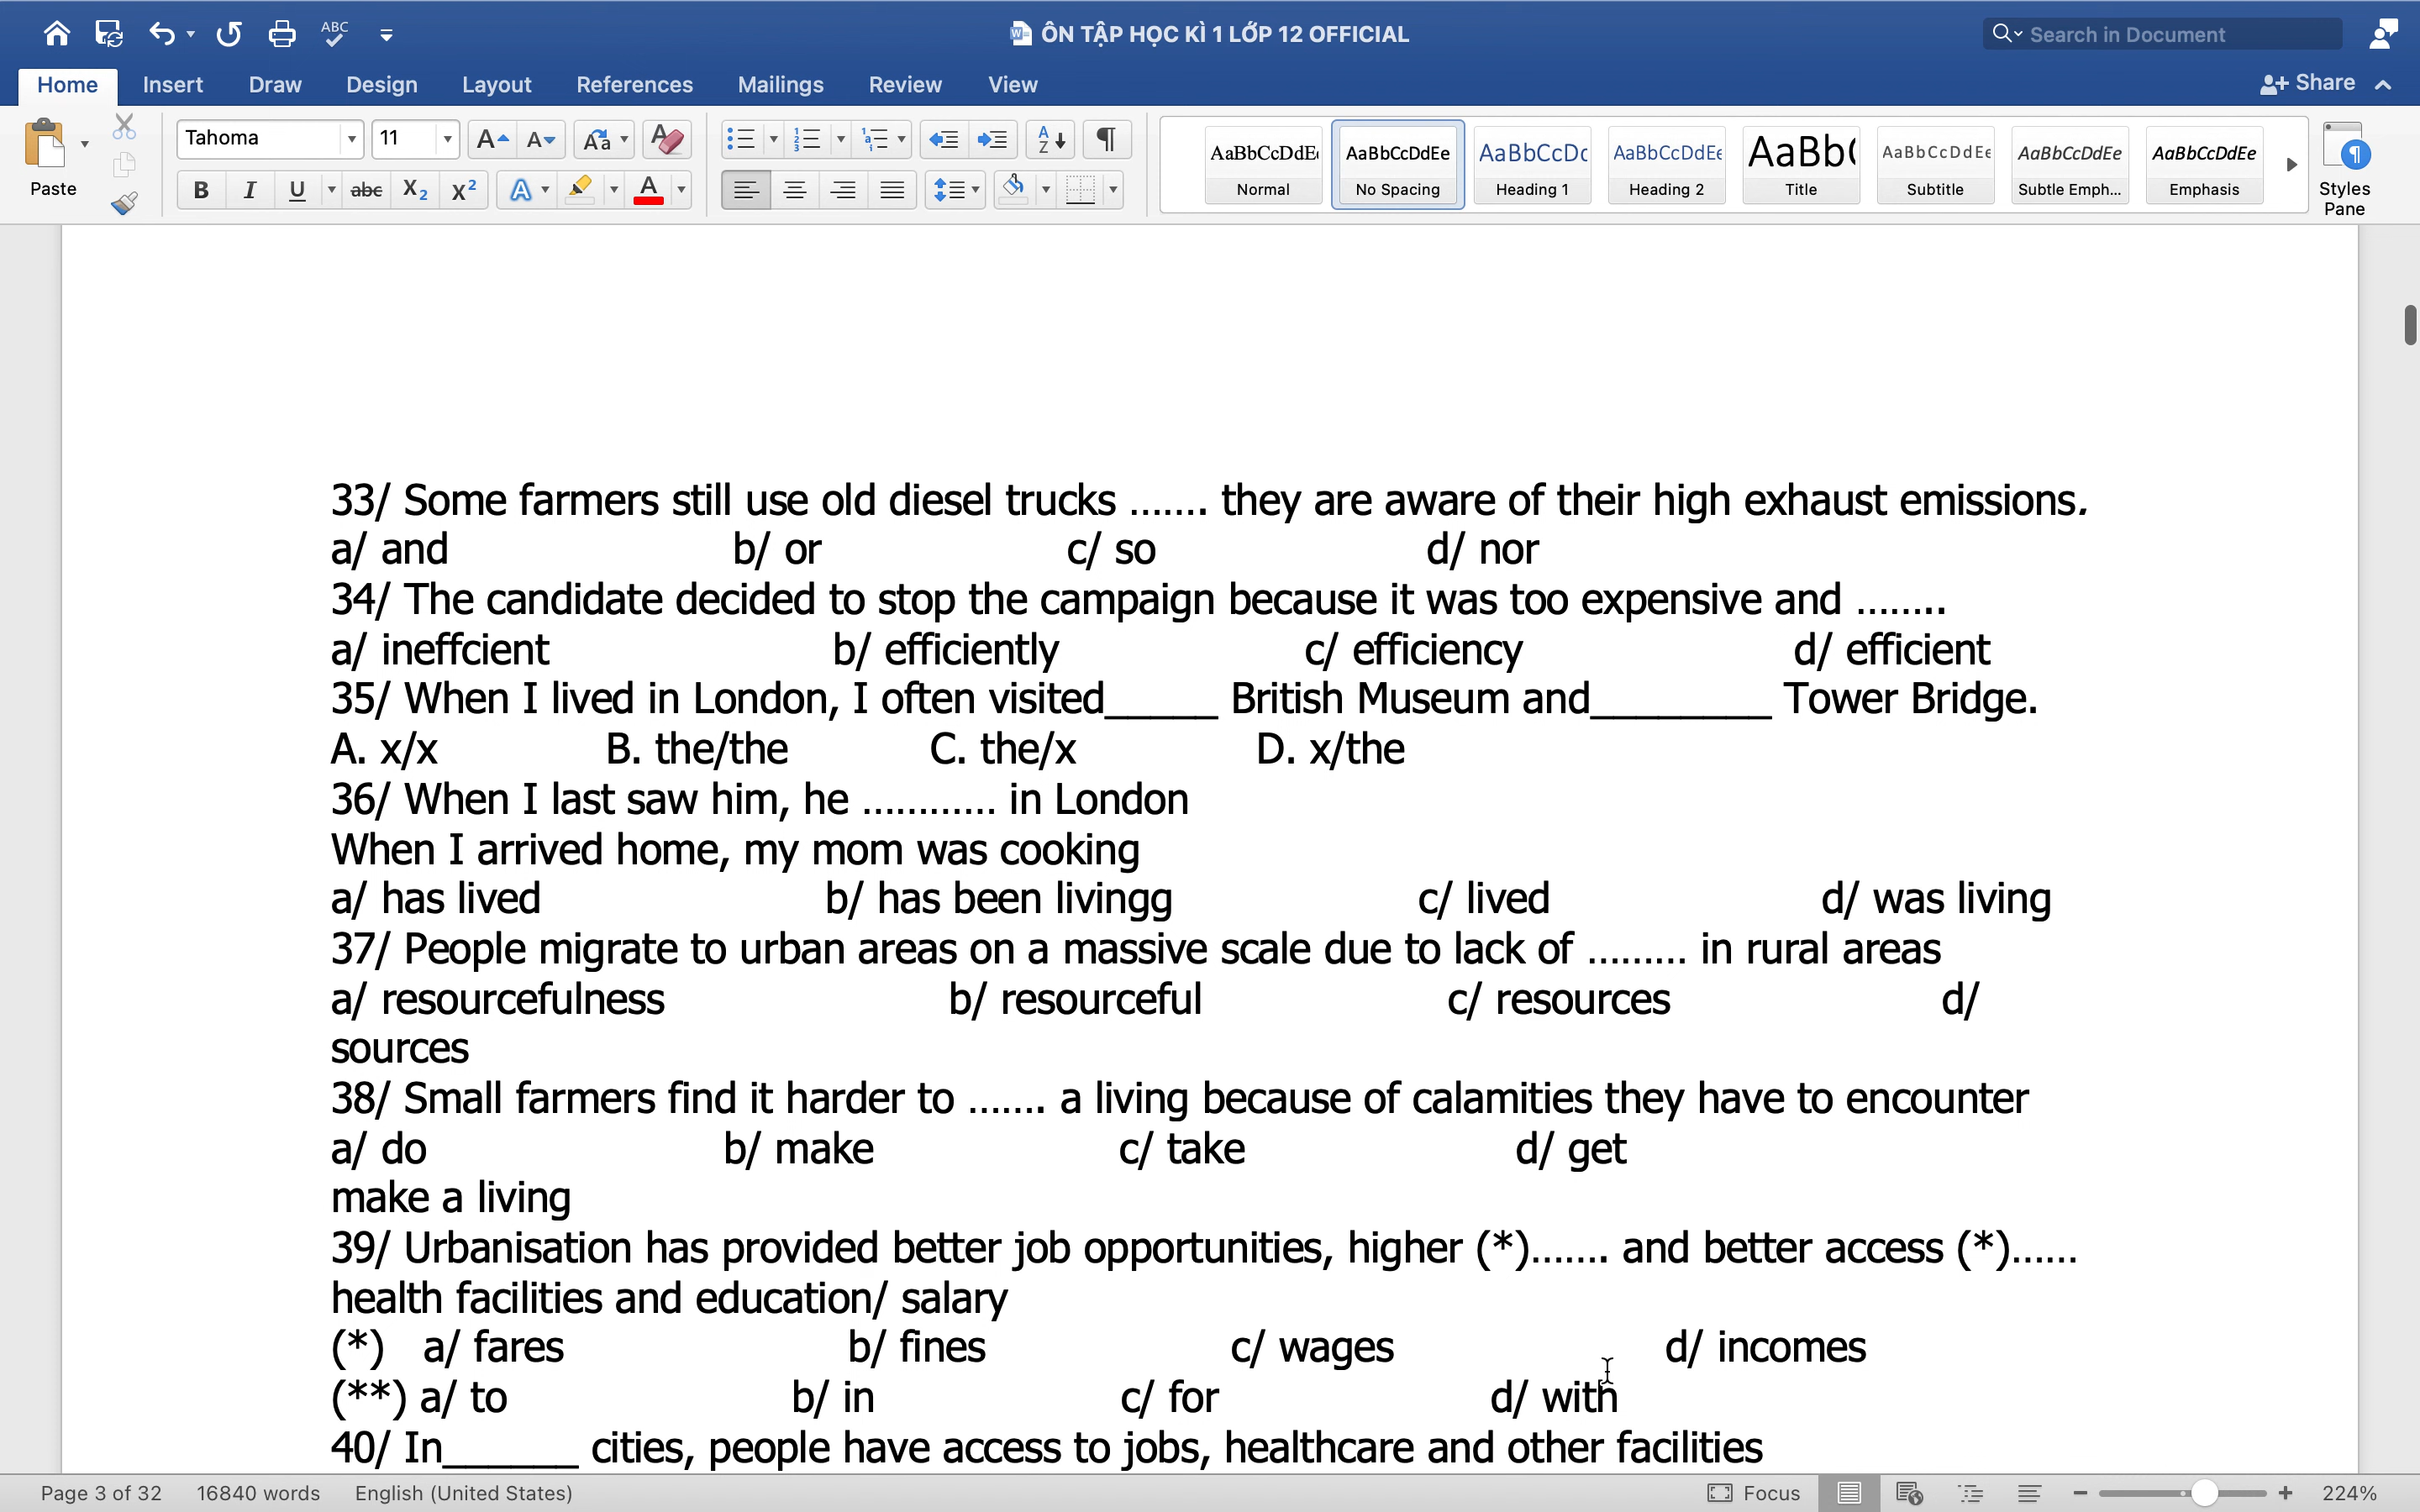 ABC
ÔN TẬP HỌC KÌ 1 LỚP 12 OFFICIAL
Search in Document
Home Insert Draw Design Layout References Mailings Review View Share
Paste
Tahoma 11
AaBbCcDdEe AaBbCcDdEe AaBbCcDc AaBbCcDdEe AaBb( AaBbCcDdEe AaBbCcDdEe AaBbCcDdEe
Normal No Spacing Heading 1 Heading 2 Title Subtitle Subtle Emph... Emphasis
Styles
Pane
33/ Some farmers still use old diesel trucks ....... they are aware of their high exhaust emissions.
a/ and b/ or c/ so d/ nor
34/ The candidate decided to stop the campaign because it was too expensive and ........
a/ ineffcient b/ efficiently c/ efficiency d/ efficient
35/ When I lived in London, I often visited_____ British Museum and________ Tower Bridge.
A. x/x B. the/the C. the/x D. x/the
36/ When I last saw him, he ............ in London
When I arrived home, my mom was cooking
a/ has lived b/ has been livingg c/ lived d/ was living
37/ People migrate to urban areas on a massive scale due to lack of ......... in rural areas
a/ resourcefulness b/ resourceful c/ resources d/
sources
38/ Small farmers find it harder to ....... a living because of calamities they have to encounter
a/ do b/ make c/ take d/ get
make a living
39/ Urbanisation has provided better job opportunities, higher (*)....... and better access (*)......
health facilities and education/ salary
(*) a/ fares b/ fines c/ wages d/ incomes
(**) a/ to b/ in c/ for d/ with
40/ In______ cities, people have access to jobs, healthcare and other facilities
Page 3 of 32 16840 words English (United States) Focus 224%